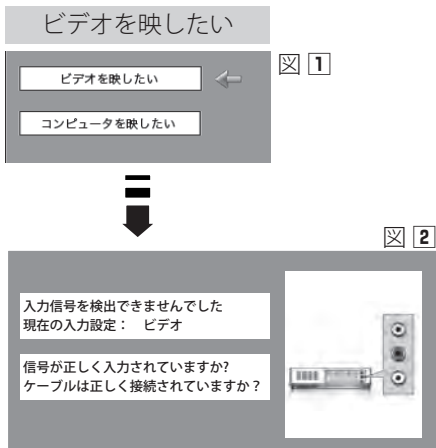 ビデオを映したい
ビデオを映したい
図 1
コンピュータを映したい
図 2
入力信号を検出できませんでした
現在の入力設定： ビデオ
信号が正しく入力されていますか?
ケーブルは正しく接続されていますか？